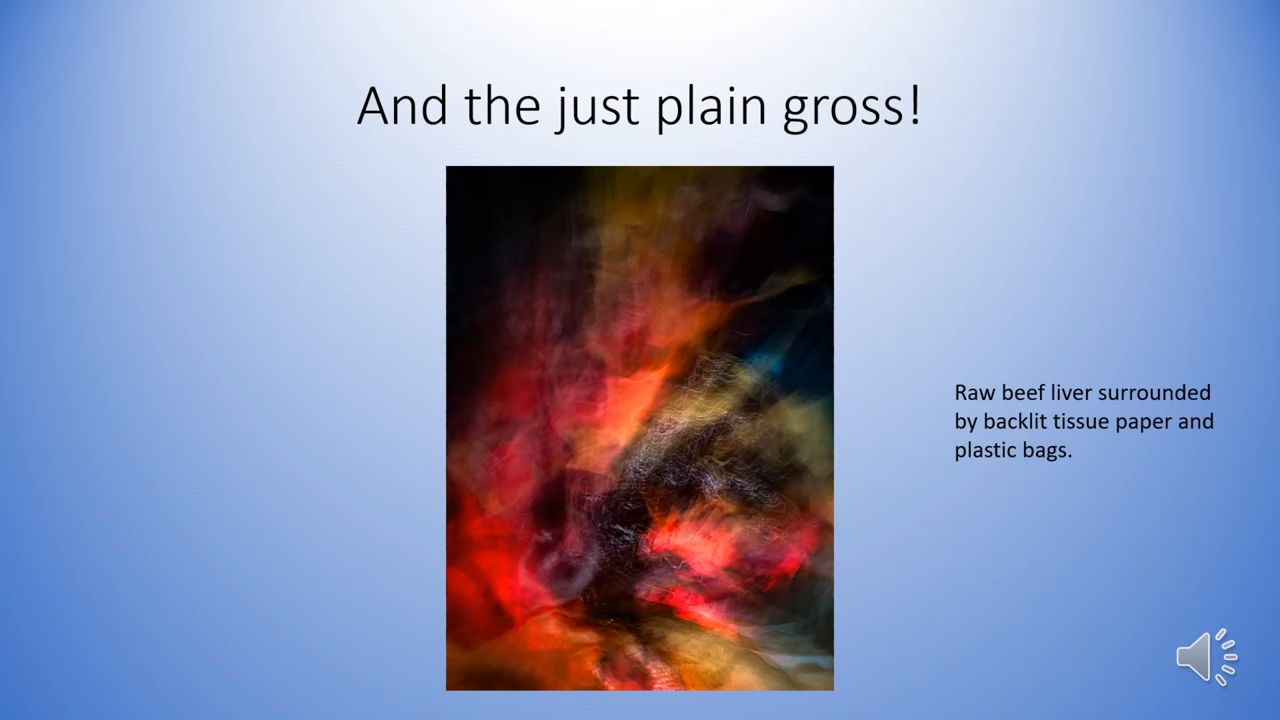 And the just plain gross!
Raw beef liver surrounded
by backlit tissue paper and
plastic bags.